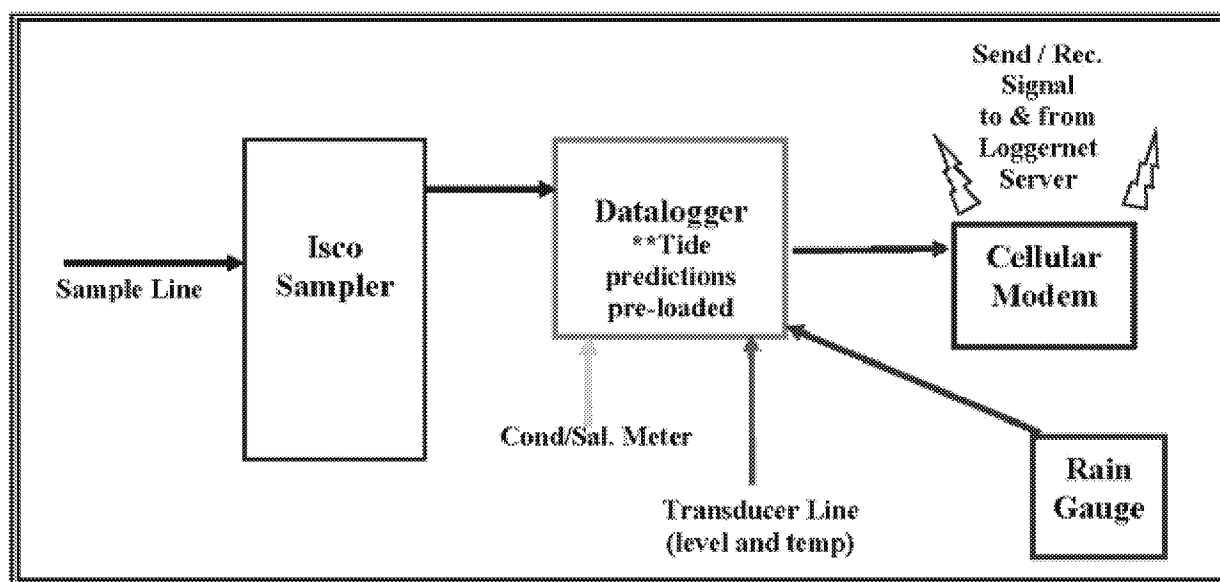 Sample Line
Isco
Sampler
Datalogger
**Tide
predictions
pre-loaded
Cond/Sal. Meter
Transducer Line
(level and temp)
Send / Rec.
Signal
to & from
Loggernet
Server
Cellular
Modem
Rain
Gauge